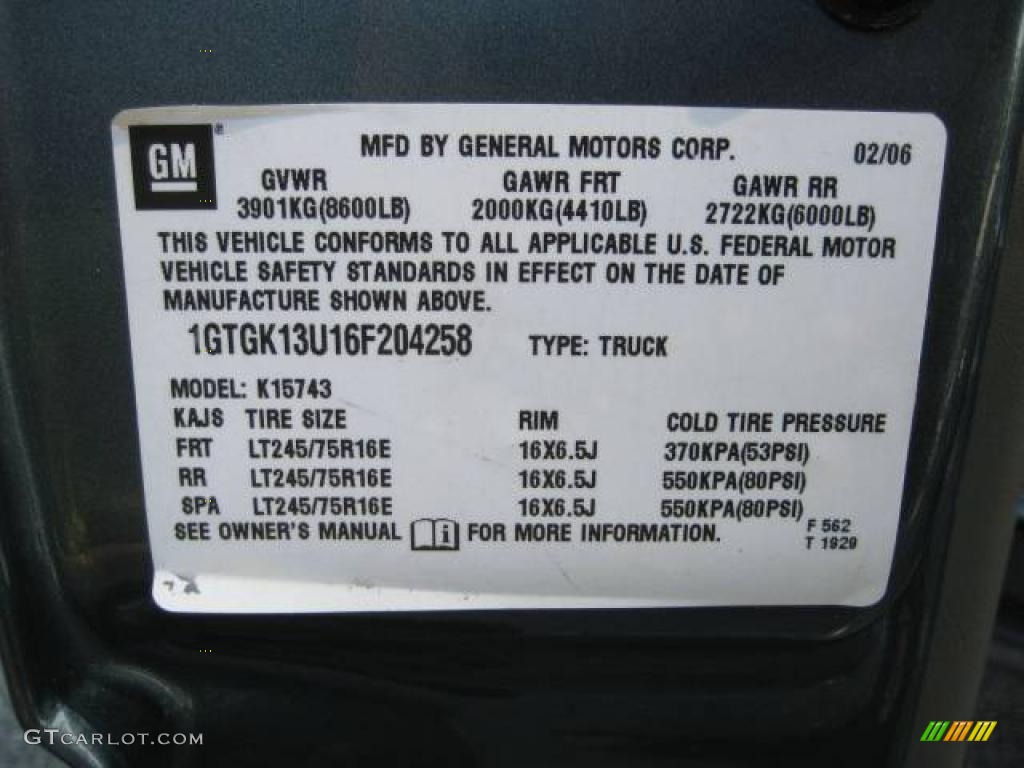 GM
MFD BY GENERAL MOTORS CORP. 02/06
GVWR GAWR FRT GAWR RR
3901KG(8600LB) 2000KG(4410LB) 2722KG(6000LB)
THIS VEHICLE CONFORMS TO ALL APPLICABLE U.S. FEDERAL MOTOR
VEHICLE SAFETY STANDARDS IN EFFECT ON THE DATE OF
MANUFACTURE SHOWN ABOVE.
1GTGK13U16F204258 TYPE: TRUCK
MODEL: K15743
KAJS TIRE SIZE RIM COLD TIRE PRESSURE
FRT LT245/75R16E 16X6.5J 370KPA(53PSI)
RR LT245/75R16E 16X6.5J 550KPA(80PSI)
SPA LT245/75R16E 16X6.5J 550KPA(80PSI)
SEE OWNER'S MANUAL i FOR MORE INFORMATION.
F 562
T 1929
GTCARLOT.COM